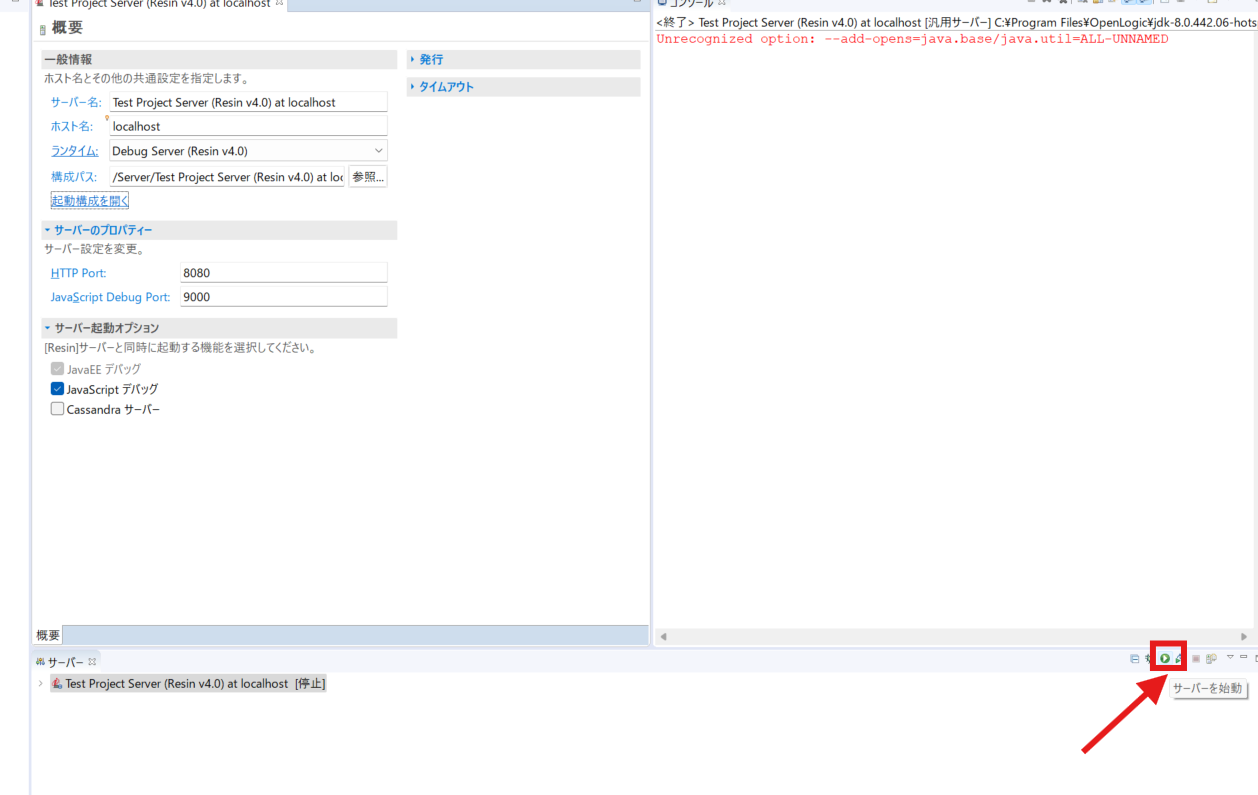 Test Project Server (Resin v4.0) at localhost
概要
一般情報
ホスト名とその他の共通設定を指定します。
サーバー名: Test Project Server (Resin v4.0) at localhost
ホスト名: localhost
ランタイム: Debug Server (Resin v4.0)
構成パス: /Server/Test Project Server (Resin v4.0) at loc 参照...
起動構成を開く
サーバーのプロパティー
サーバー設定を変更。
HTTP Port: 8080
JavaScript Debug Port: 9000
サーバー起動オプション
[Resin]サーバーと同時に起動する機能を選択してください。
JavaEE デバッグ
JavaScript デバッグ
Cassandra サーバー
発行
タイムアウト
概要
コンソール
<終了> Test Project Server (Resin v4.0) at localhost [汎用サーバー] C:¥Program Files¥OpenLogic¥jdk-8.0.442.06-hots
Unrecognized option: --add-opens=java.base/java.util=ALL-UNNAMED
サーバー
Test Project Server (Resin v4.0) at localhost [停止]
サーバーを始動